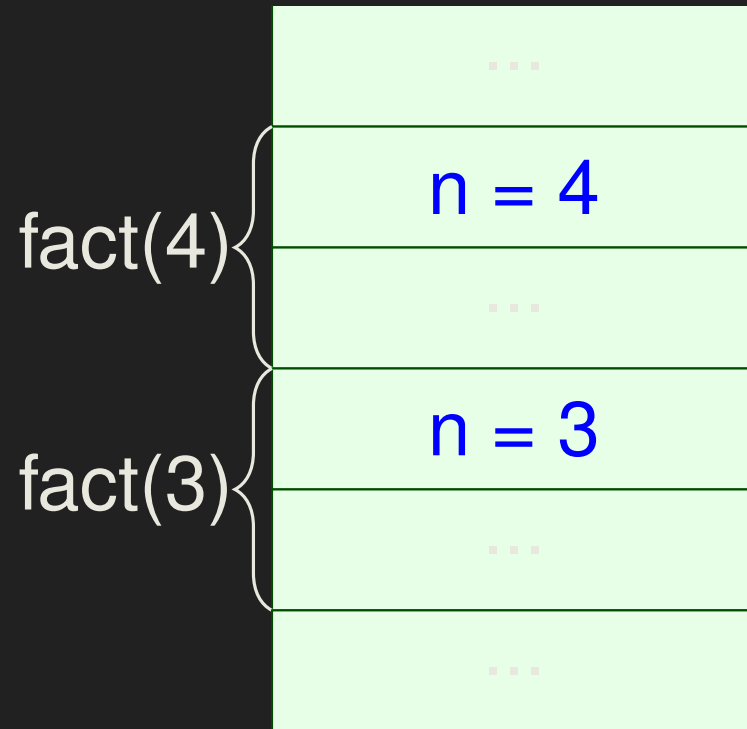 ...
n = 4
fact(4)
...
n = 3
fact(3)
...
...